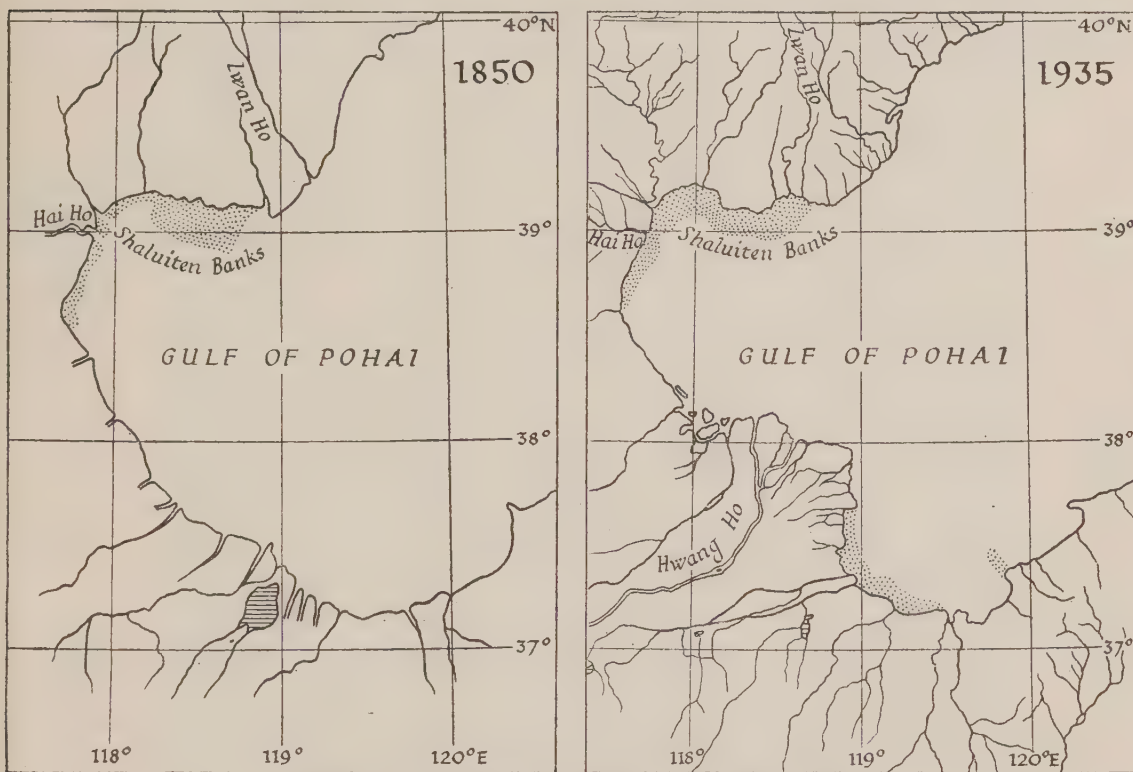 40°N
1850
Lwan Ho
Hai Ho
Shaluiten Banks
39°
GULF OF POHAI
38°
37°
118°
119°
120°E
40°N
1935
Lwan Ho
Hai Ho
Shaluiten Banks
39°
GULF OF POHAI
38°
Hwang Ho
37°
118°
119°
120°E